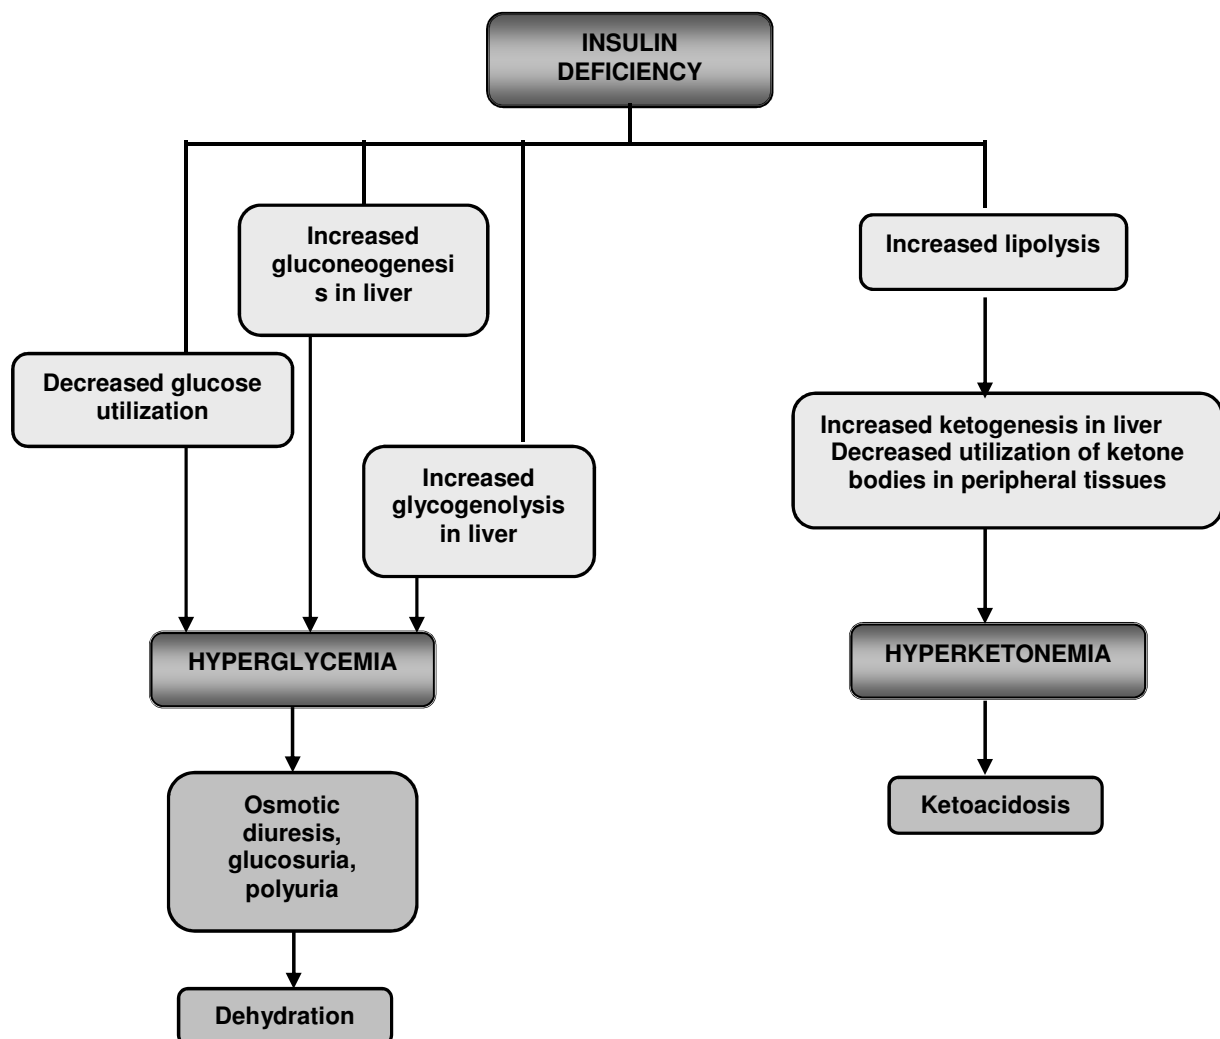 INSULIN
DEFICIENCY
Increased
gluconeogenesi
s in liver
Increased lipolysis
Decreased glucose
utilization
Increased ketogenesis in liver
Decreased utilization of ketone
bodies in peripheral tissues
Increased
glycogenolysis
in liver
HYPERGLYCEMIA
HYPERKETONEMIA
Osmotic
diuresis,
glucosuria,
polyuria
Ketoacidosis
Dehydration